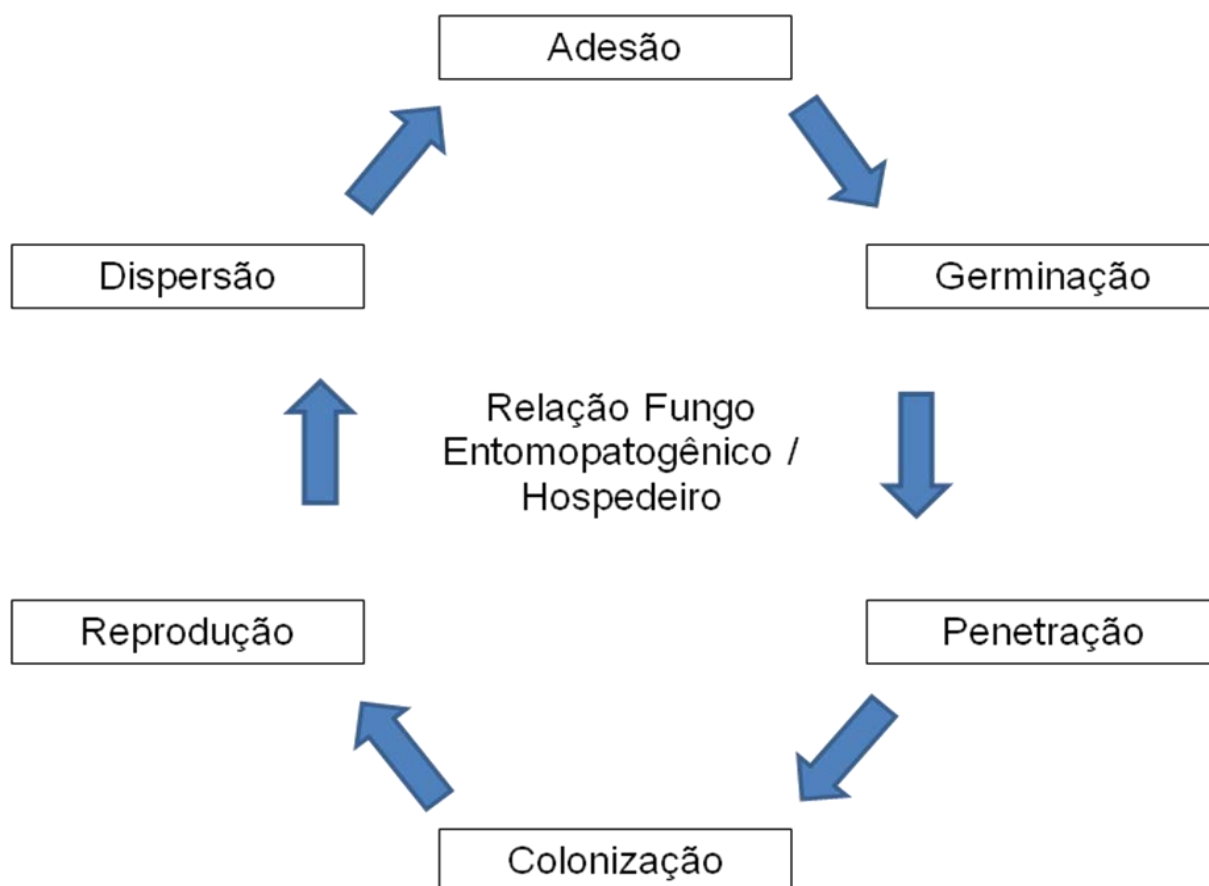 Adesão
Dispersão
Germinação
Relação Fungo
Entomopatogênico /
Hospedeiro
Reprodução
Penetração
Colonização